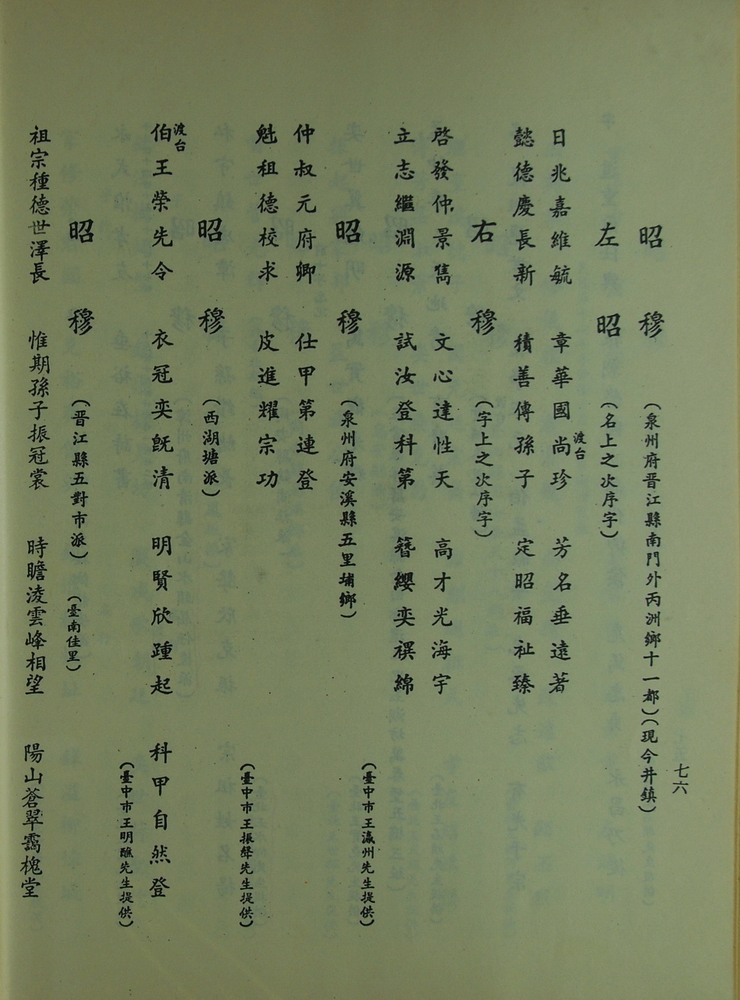 七六
昭穆(泉州府晋江縣南門外丙洲鄉十一都)(現今井鎮)
左昭(名上之次序字)
渡台
日兆嘉維毓 章華國尚珍 芳名垂遠著
懿德慶長新 積善傳孫子 定昭福祉臻
右穆(字上之次序字)
啓發仲景雋 文心達性天 高才光海宇
立志繼淵源 試汝登科第 簪纓奕禩綿
(臺中市王瀛州先生提供)
昭穆(泉州府安溪縣五里埔鄉)
仲叔元府卿 仕甲第連登
魁祖德校求 皮進耀宗功
(臺中市王振聲先生提供)
昭穆(西湖塘派)
渡台
伯王榮先令 衣冠奕既清 明賢欣踵起 科甲自然登
(臺中市王明醮先生提供)
昭穆(晋江縣五對市派)(臺南佳里)
祖宗種德世澤長 惟期孫子振冠裳 時瞻淩雲峰相望 陽山蒼翠靄槐堂